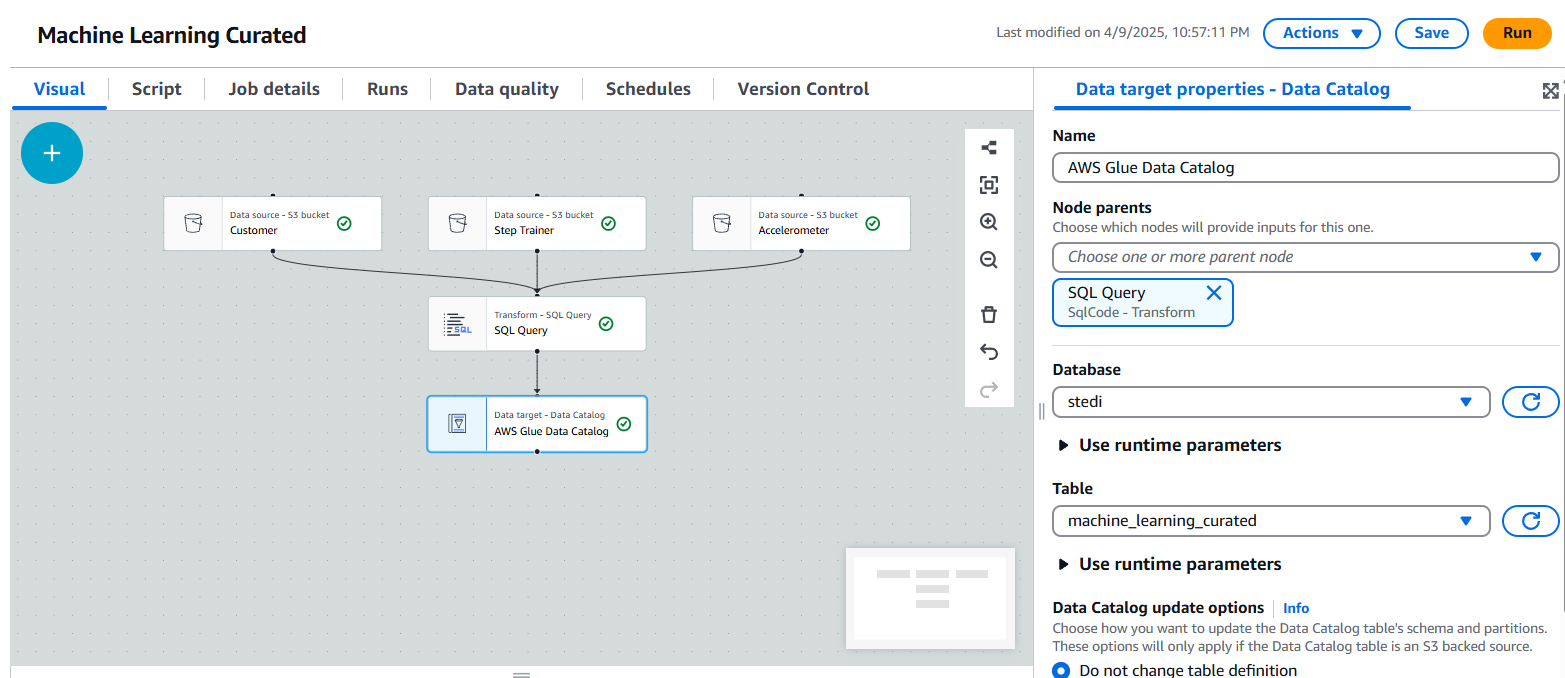 Machine Learning Curated
Last modified on 4/9/2025, 10:57:11 PM
Actions
Save
Run
Visual
Script
Job details
Runs
Data quality
Schedules
Version Control
Data source - S3 bucket
Customer
Data source - S3 bucket
Step Trainer
Data source - S3 bucket
Accelerometer
Transform - SQL Query
SQL
SQL Query
Data target - Data Catalog
AWS Glue Data Catalog
Data target properties - Data Catalog
Name
AWS Glue Data Catalog
Node parents
Choose which nodes will provide inputs for this one.
Choose one or more parent node
SQL Query
SqlCode - Transform
Database
stedi
Use runtime parameters
Table
machine_learning_curated
Use runtime parameters
Data Catalog update options
Info
Choose how you want to update the Data Catalog table's schema and partitions.
These options will only apply if the Data Catalog table is an S3 backed source.
Do not change table definition